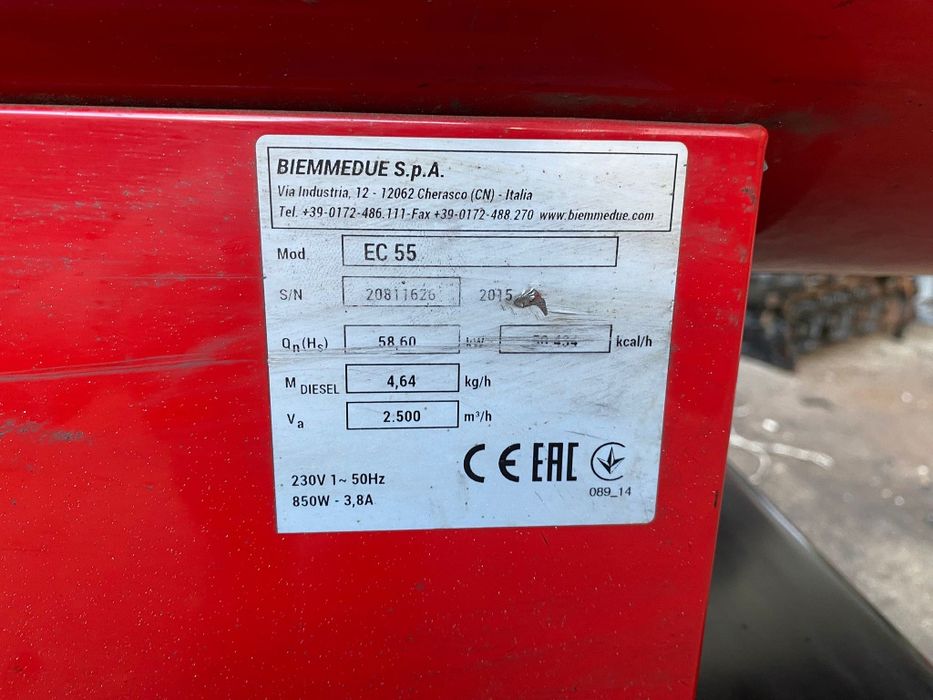 BIEMMEDUE S.p.A.
Via Industria, 12 - 12062 Cherasco (CN) - Italia
Tel. +39-0172-486.111-Fax +39-0172-488.270 www.biemmedue.com
Mod. EC 55
S/N 20811626 2015
Qn(Hs) 58,60 kW kcal/h
M DIESEL 4,64 kg/h
Va 2.500 m³/h
CE EAC
089_14
230V 1~ 50Hz
850W - 3,8A